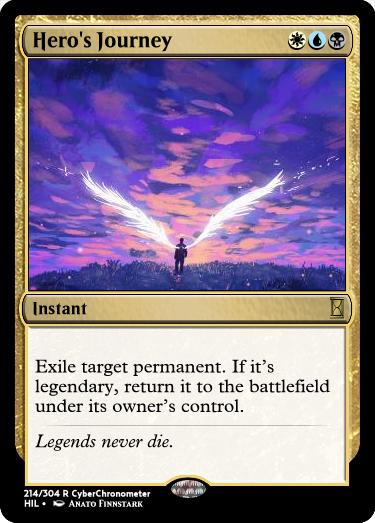 Hero's Journey
Instant
Exile target permanent. If it's
legendary, return it to the battlefield
under its owner's control.
Legends never die.
214/304 R CyberChronometer
HIL • Anato Finnstark